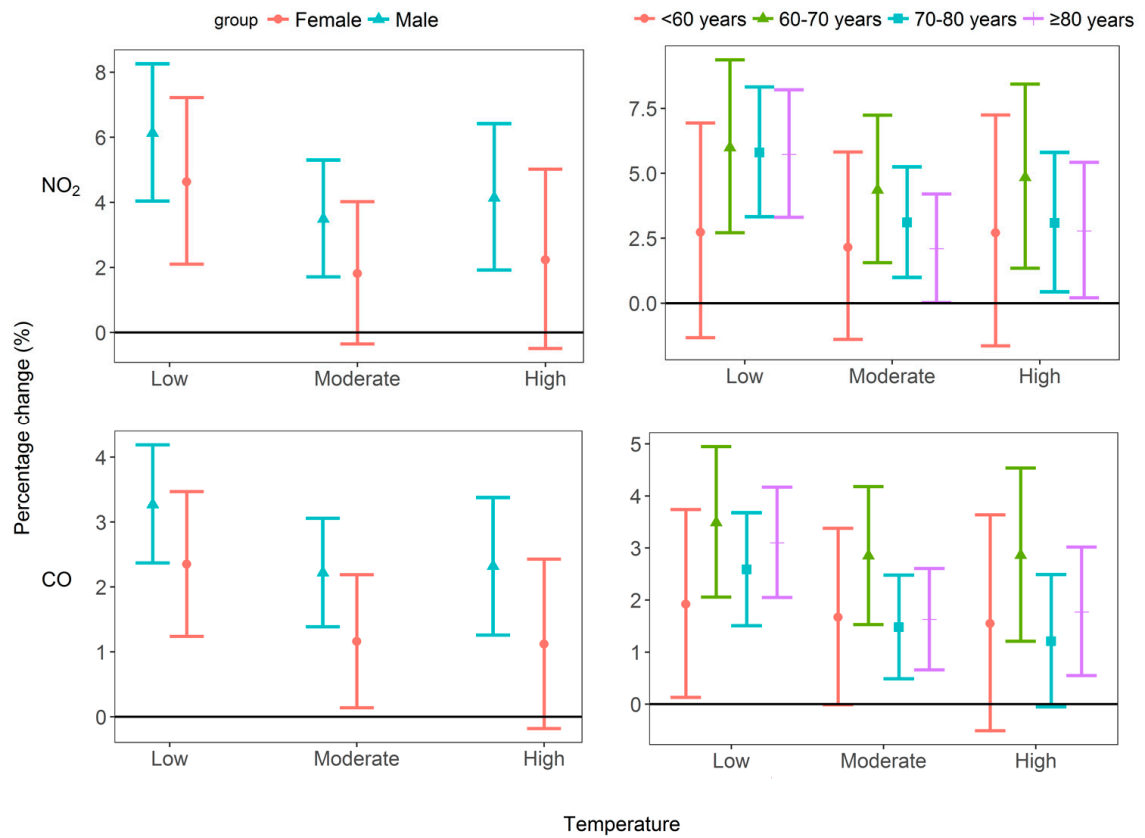 group Female Male
<60 years 60-70 years 70-80 years ≥80 years
Percentage change (%)
NO₂
8
6
4
2
0
Low Moderate High
7.5
5.0
2.5
0.0
Low Moderate High
CO
4
3
2
1
0
Low Moderate High
5
4
3
2
1
0
Low Moderate High
Temperature